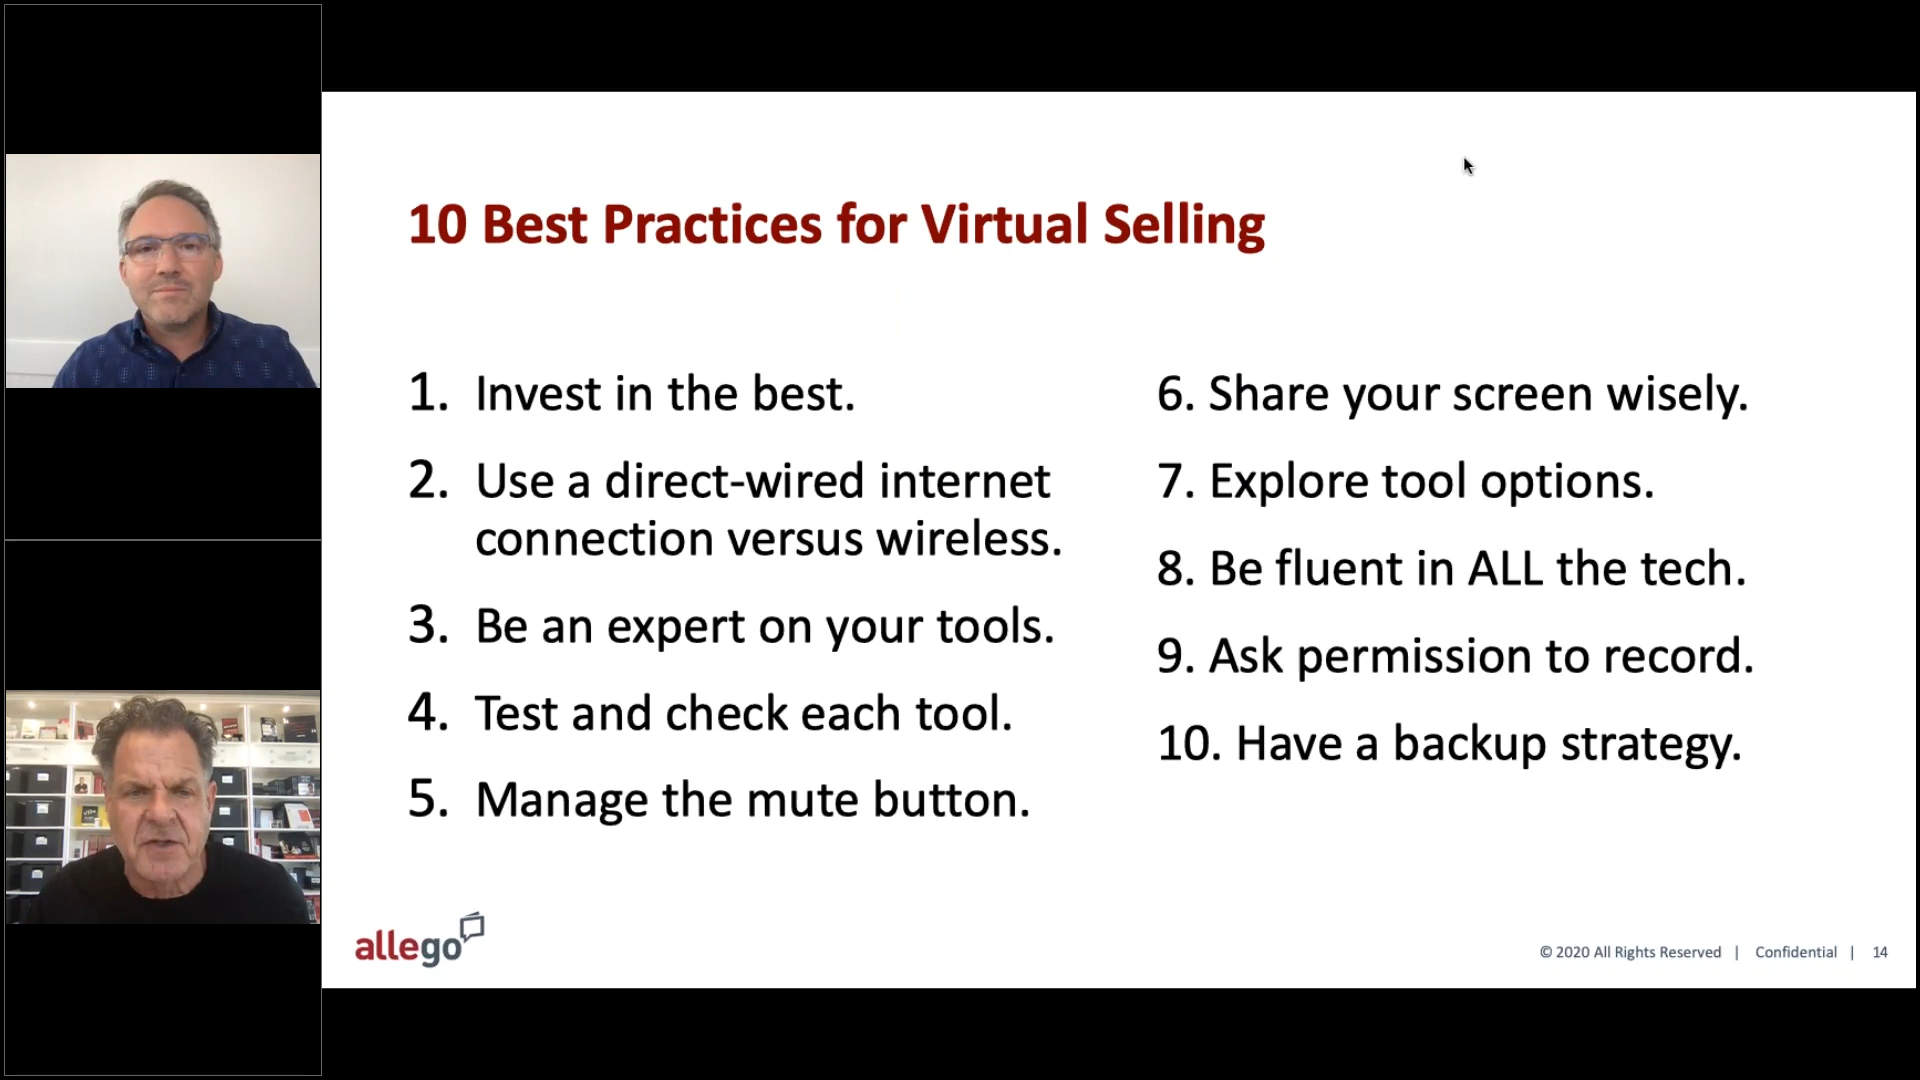 10 Best Practices for Virtual Selling
1. Invest in the best.
2. Use a direct-wired internet
connection versus wireless.
3. Be an expert on your tools.
4. Test and check each tool.
5. Manage the mute button.
6. Share your screen wisely.
7. Explore tool options.
8. Be fluent in ALL the tech.
9. Ask permission to record.
10. Have a backup strategy.
allego
© 2020 All Rights Reserved | Confidential | 14